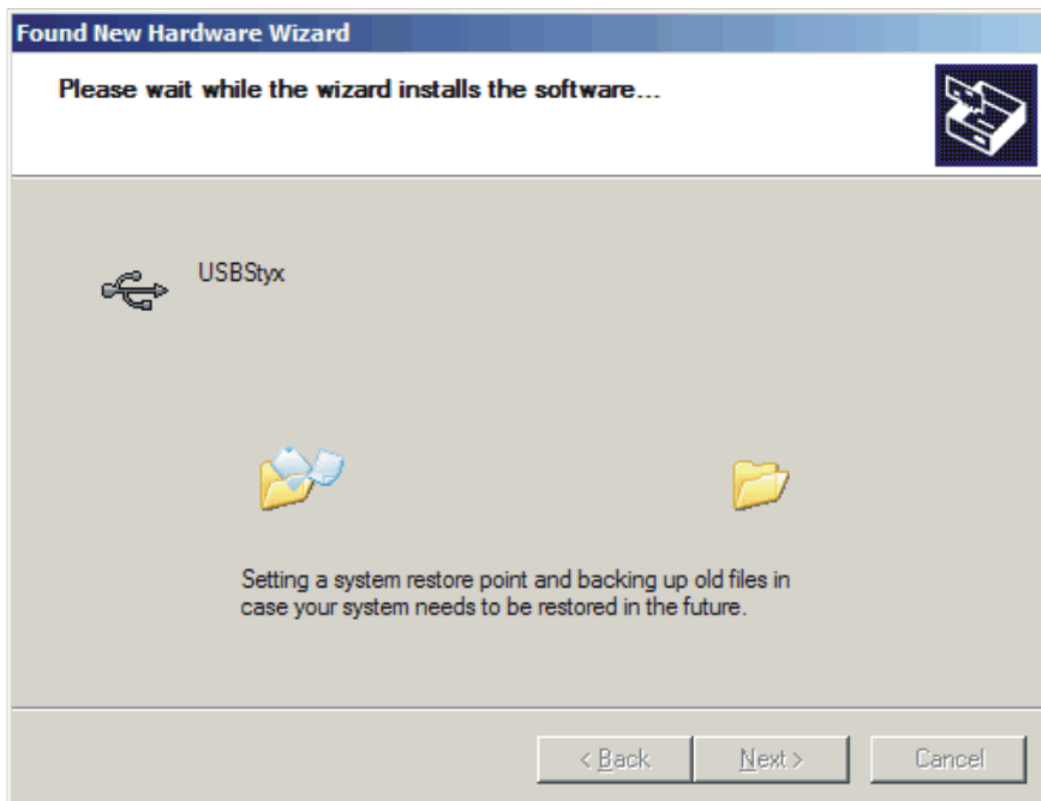 Found New Hardware Wizard
Please wait while the wizard installs the software...
USBStyx
Setting a system restore point and backing up old files in
case your system needs to be restored in the future.
< Back
Next >
Cancel